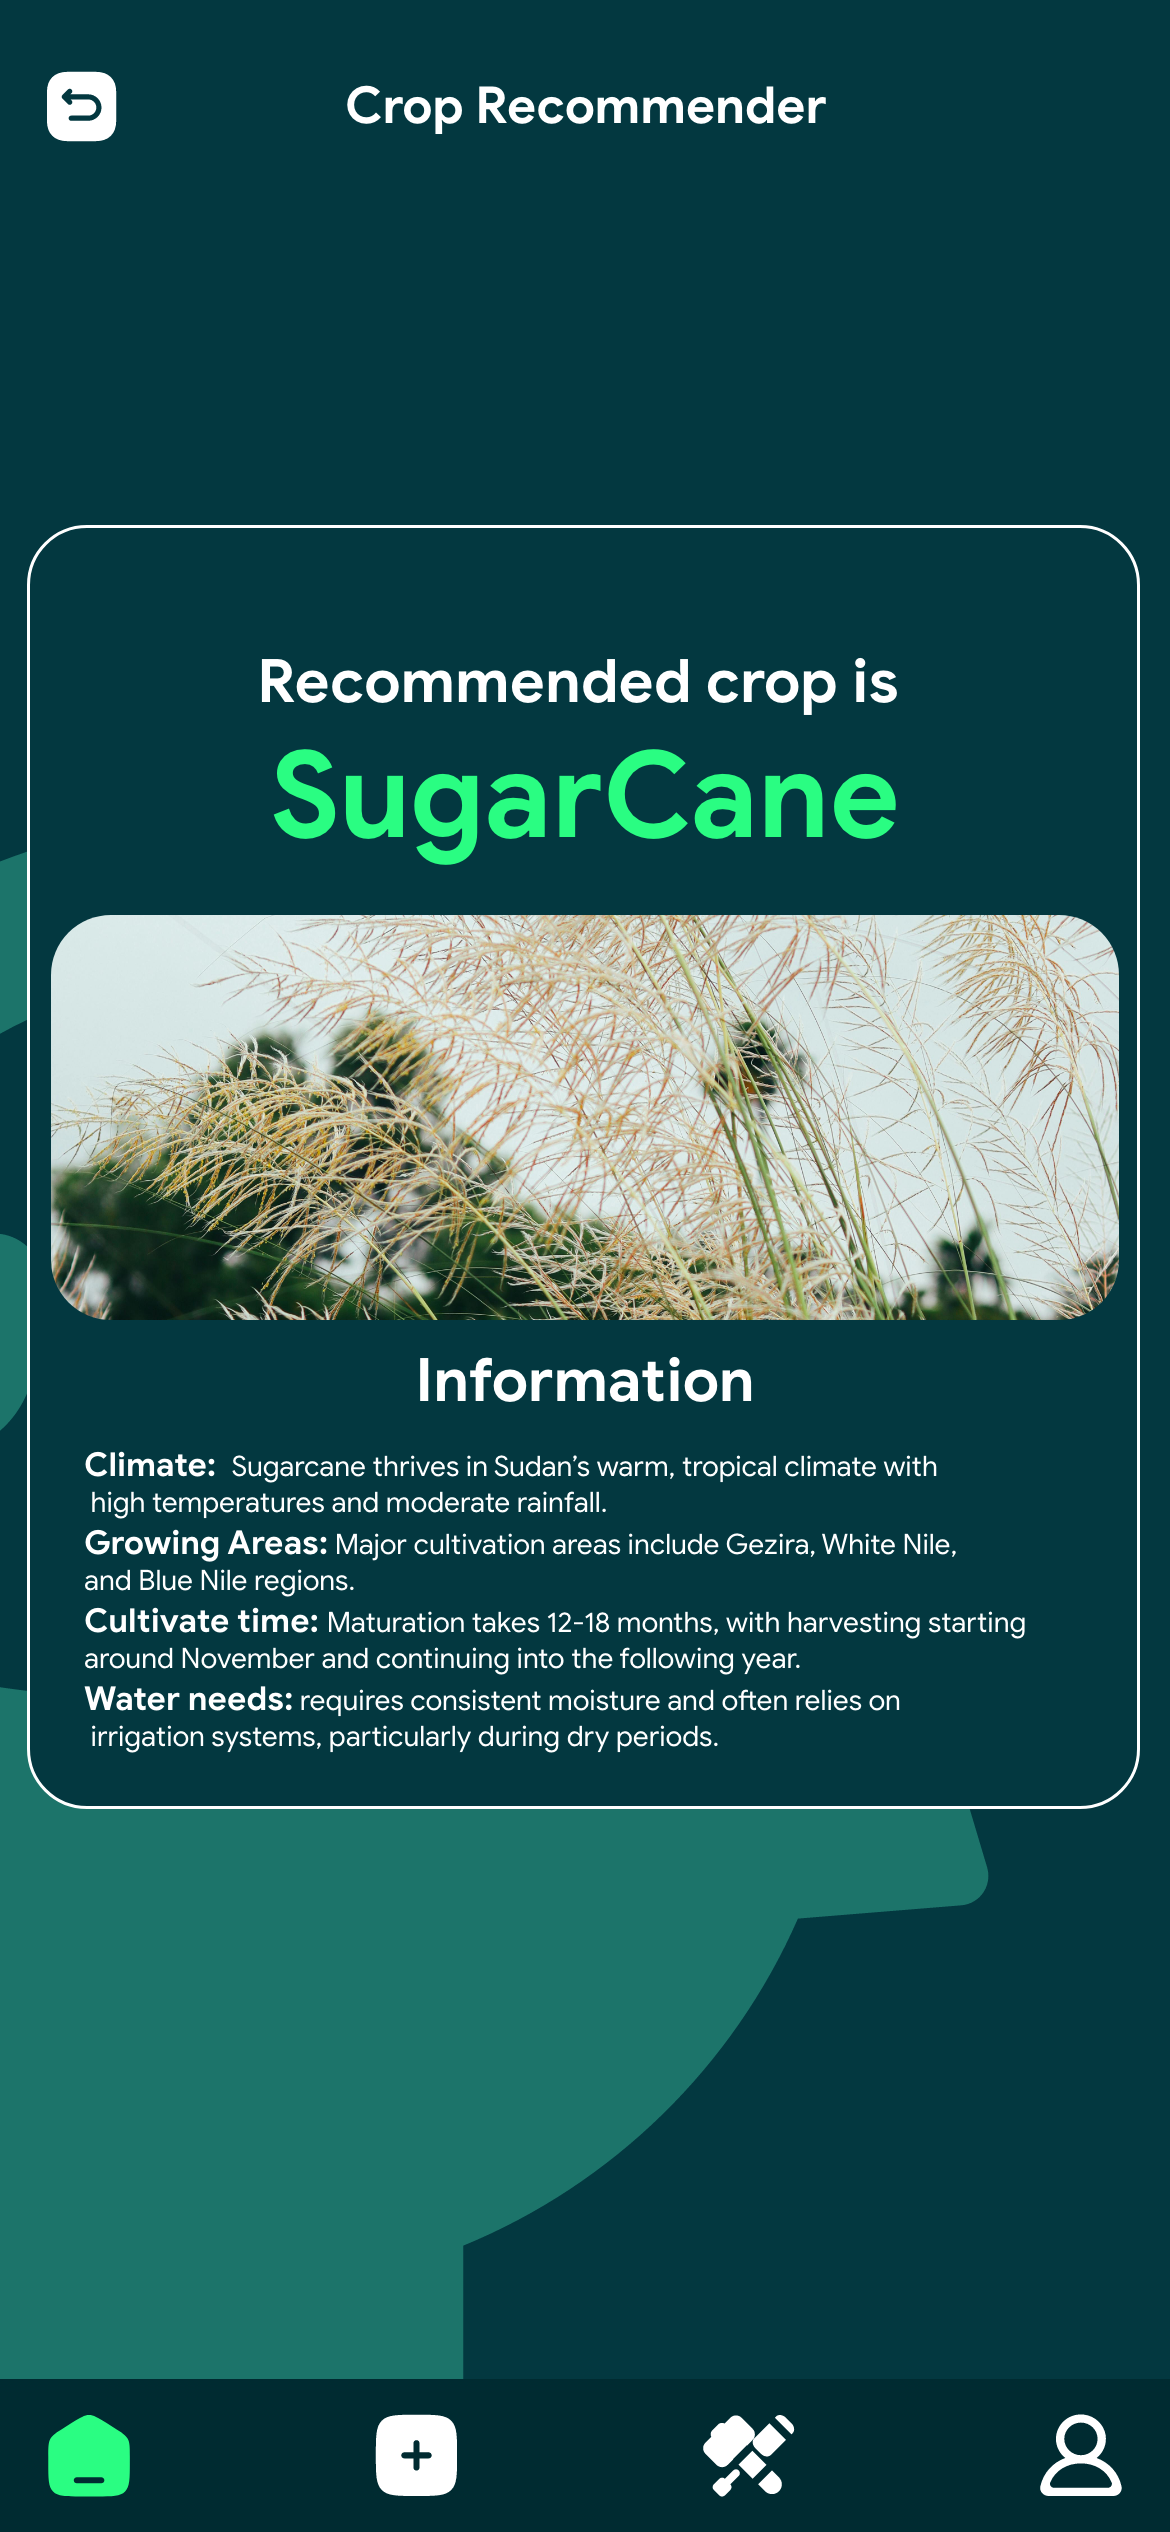 Crop Recommender
Recommended crop is
SugarCane
Information
Climate: Sugarcane thrives in Sudan’s warm, tropical climate with
high temperatures and moderate rainfall.
Growing Areas: Major cultivation areas include Gezira, White Nile,
and Blue Nile regions.
Cultivate time: Maturation takes 12-18 months, with harvesting starting
around November and continuing into the following year.
Water needs: requires consistent moisture and often relies on
irrigation systems, particularly during dry periods.